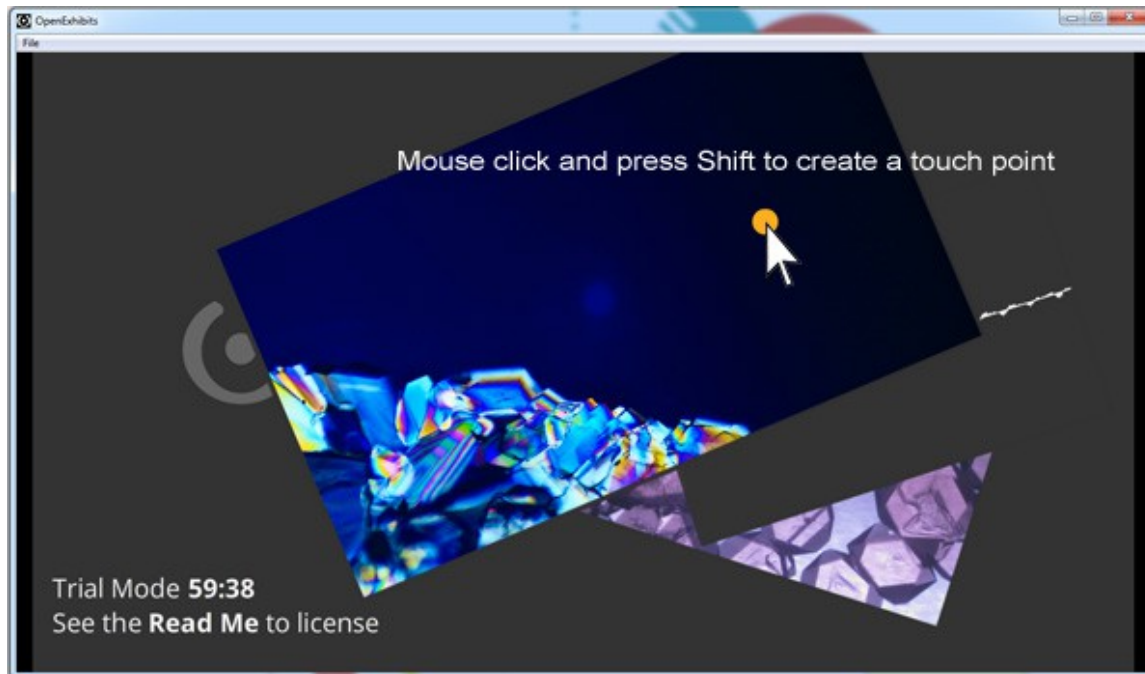 OpenExhibits
File
Mouse click and press Shift to create a touch point
Trial Mode 59:38
See the Read Me to license